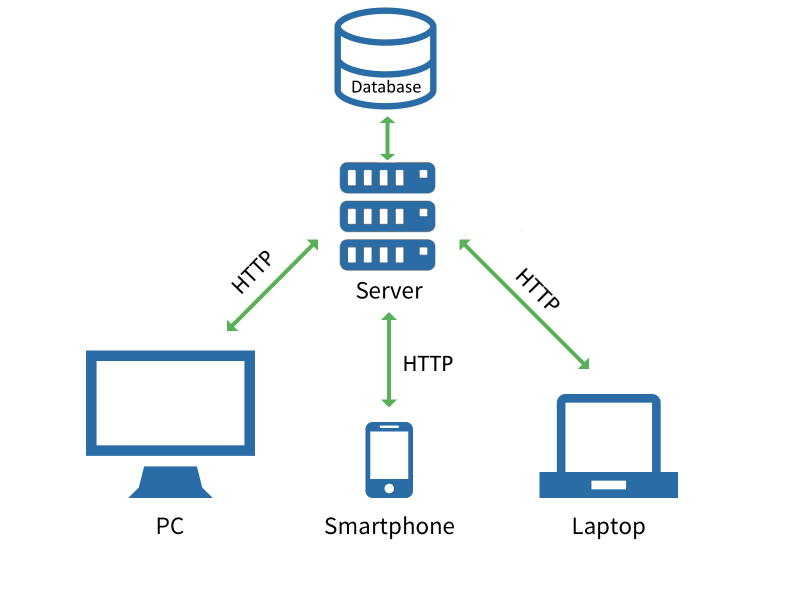 Database
Server
HTTP
HTTP
HTTP
PC
Smartphone
Laptop